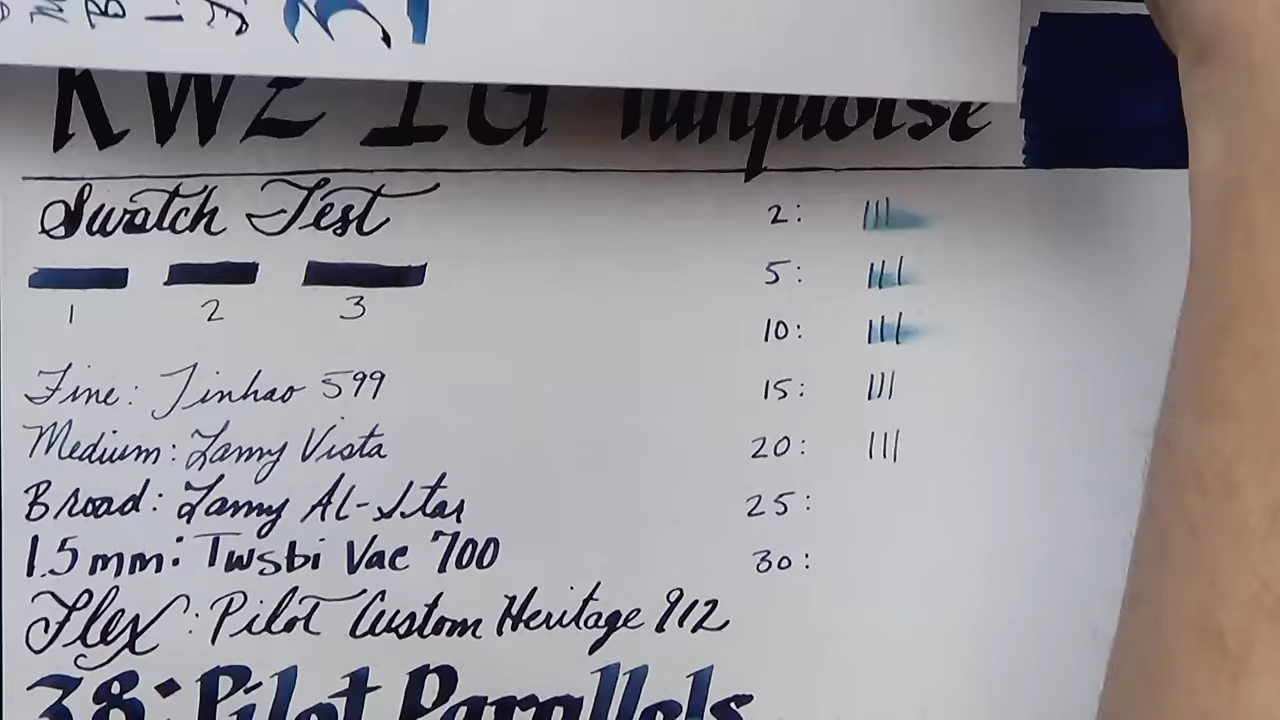 KWZ IG Turquoise
Swatch Test
1 2 3
Fine: Jinhao 599
Medium: Lamy Vista
Broad: Lamy Al-Star
1.5mm: Twsbi Vac 700
Flex: Pilot Custom Heritage 912
38: Pilot Parallels
2:
5:
10:
15:
20:
25:
30: